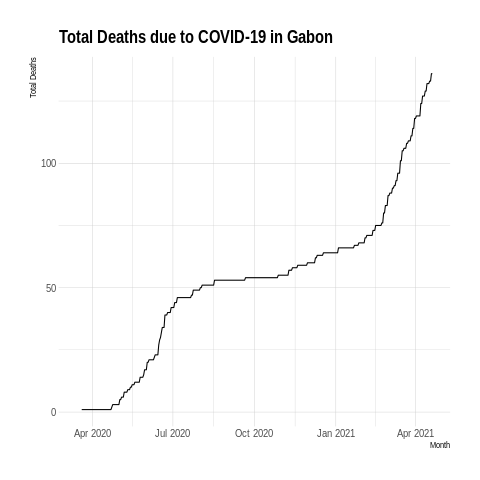 Total Deaths due to COVID-19 in Gabon
Total Deaths
100
50
0
Apr 2020 Jul 2020 Oct 2020 Jan 2021 Apr 2021
Month